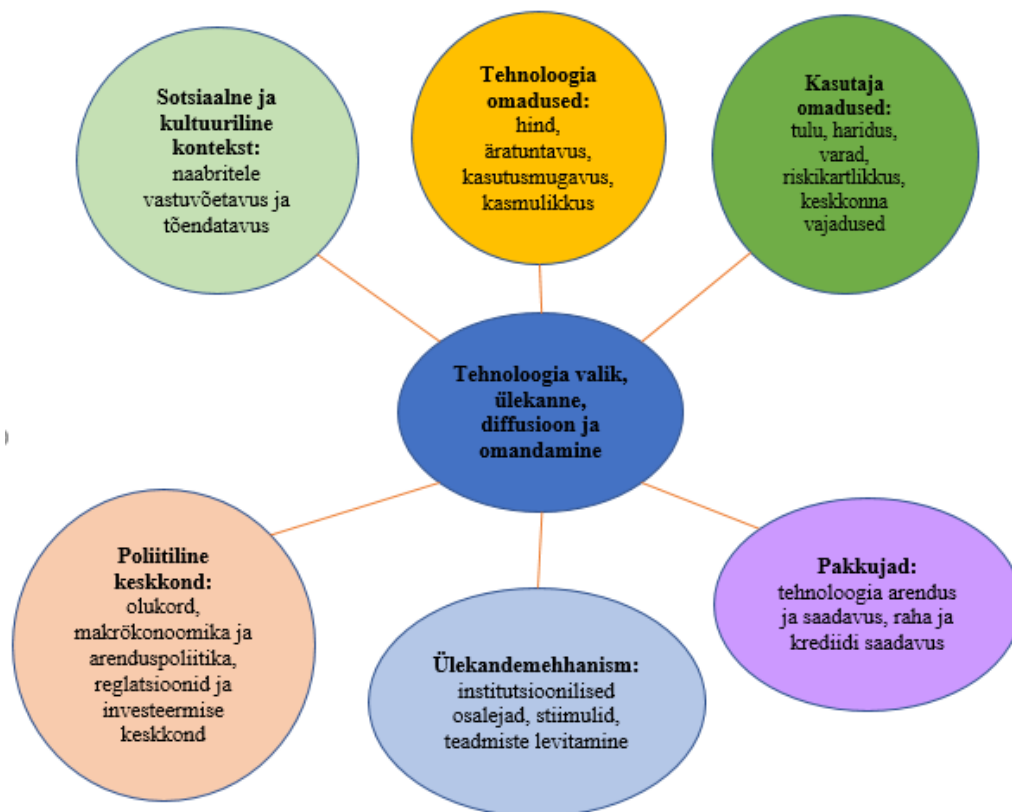 Sotsiaalne ja
kultuuriline
kontekst:
naabritele
vastuvõetavus ja
tõendatavus
Tehnoloogia
omadused:
hind,
äratuntavus,
kasutusmugavus,
kasmulikkus
Kasutaja
omadused:
tulu, haridus,
varad,
riskikartlikkus,
keskkonna
vajadused
Tehnoloogia valik,
ülekanne,
diffusioon ja
omandamine
Poliitiline
keskkond:
olukord,
makrökonoomika ja
arenduspoliitika,
reglatsioonid ja
investeermise
keskkond
Ülekandemehhanism:
institutsioonilised
osalejad, stiimulid,
teadmiste levitamine
Pakkujad:
tehnoloogia arendus
ja saadavus, raha ja
krediidi saadavus